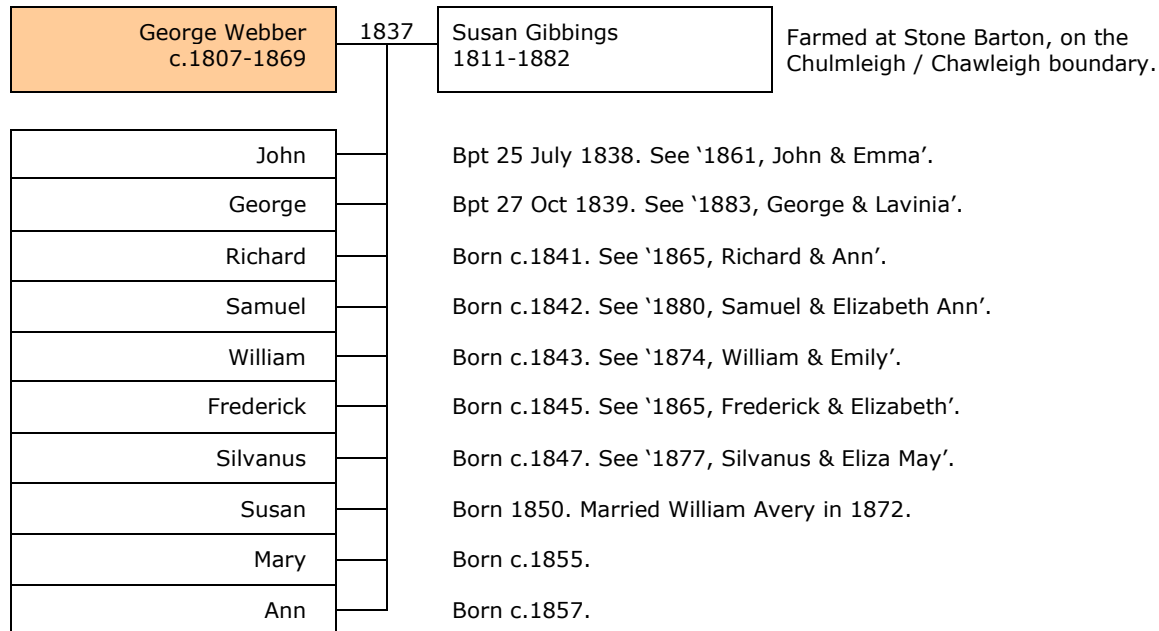 George Webber
c.1807-1869
1837
Susan Gibbings
1811-1882
Farmed at Stone Barton, on the
Chulmleigh / Chawleigh boundary.
John
Bpt 25 July 1838. See ‘1861, John & Emma’.
George
Bpt 27 Oct 1839. See ‘1883, George & Lavinia’.
Richard
Born c.1841. See ‘1865, Richard & Ann’.
Samuel
Born c.1842. See ‘1880, Samuel & Elizabeth Ann’.
William
Born c.1843. See ‘1874, William & Emily’.
Frederick
Born c.1845. See ‘1865, Frederick & Elizabeth’.
Silvanus
Born c.1847. See ‘1877, Silvanus & Eliza May’.
Susan
Born 1850. Married William Avery in 1872.
Mary
Born c.1855.
Ann
Born c.1857.